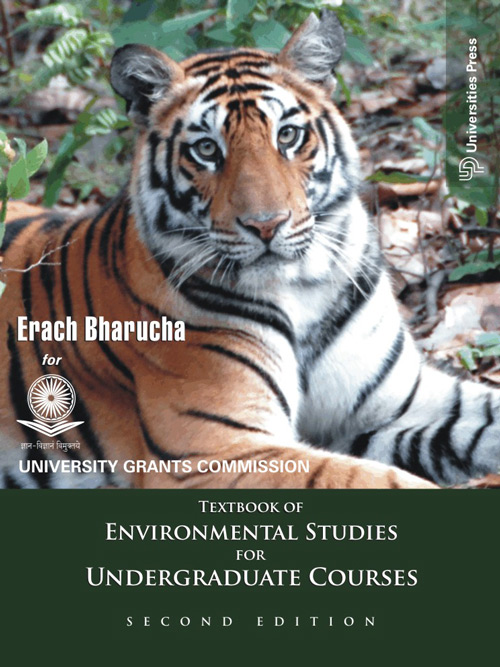 Universities Press
Erach Bharucha
for
ज्ञान-विज्ञानं विमुक्तये
UNIVERSITY GRANTS COMMISSION
TEXTBOOK OF
ENVIRONMENTAL STUDIES
FOR
UNDERGRADUATE COURSES
SECOND EDITION